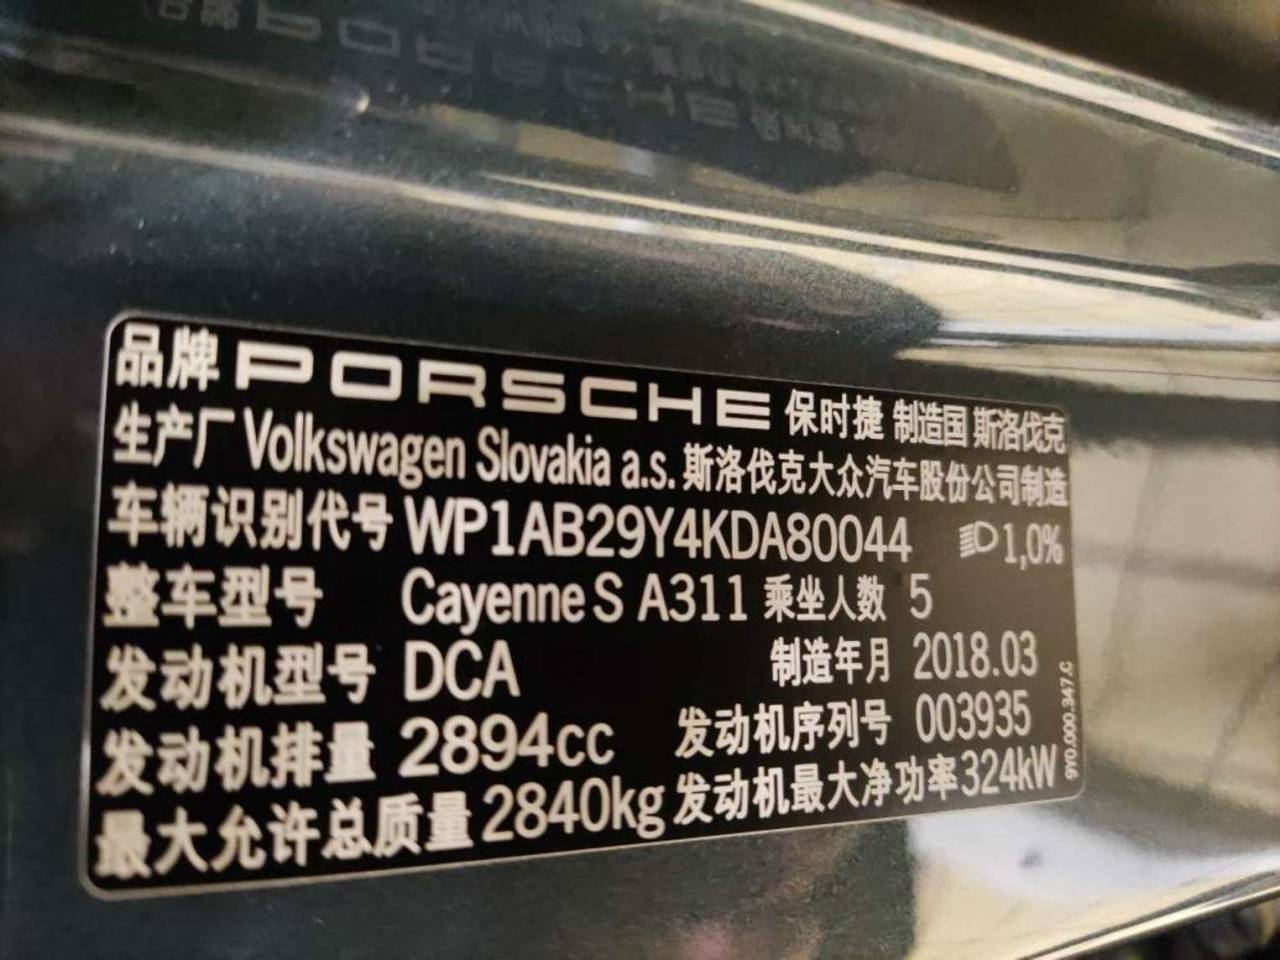 品牌 PORSCHE 保时捷 制造国 斯洛伐克
生产厂 Volkswagen Slovakia a.s. 斯洛伐克大众汽车股份公司制造
车辆识别代号 WP1AB29Y4KDA80044 1,0%
整车型号 Cayenne S A311 乘坐人数 5
发动机型号 DCA 制造年月 2018.03
发动机排量 2894cc 发动机序列号 003935
最大允许总质量 2840kg 发动机最大净功率 324kW
9Y0.000.347.C